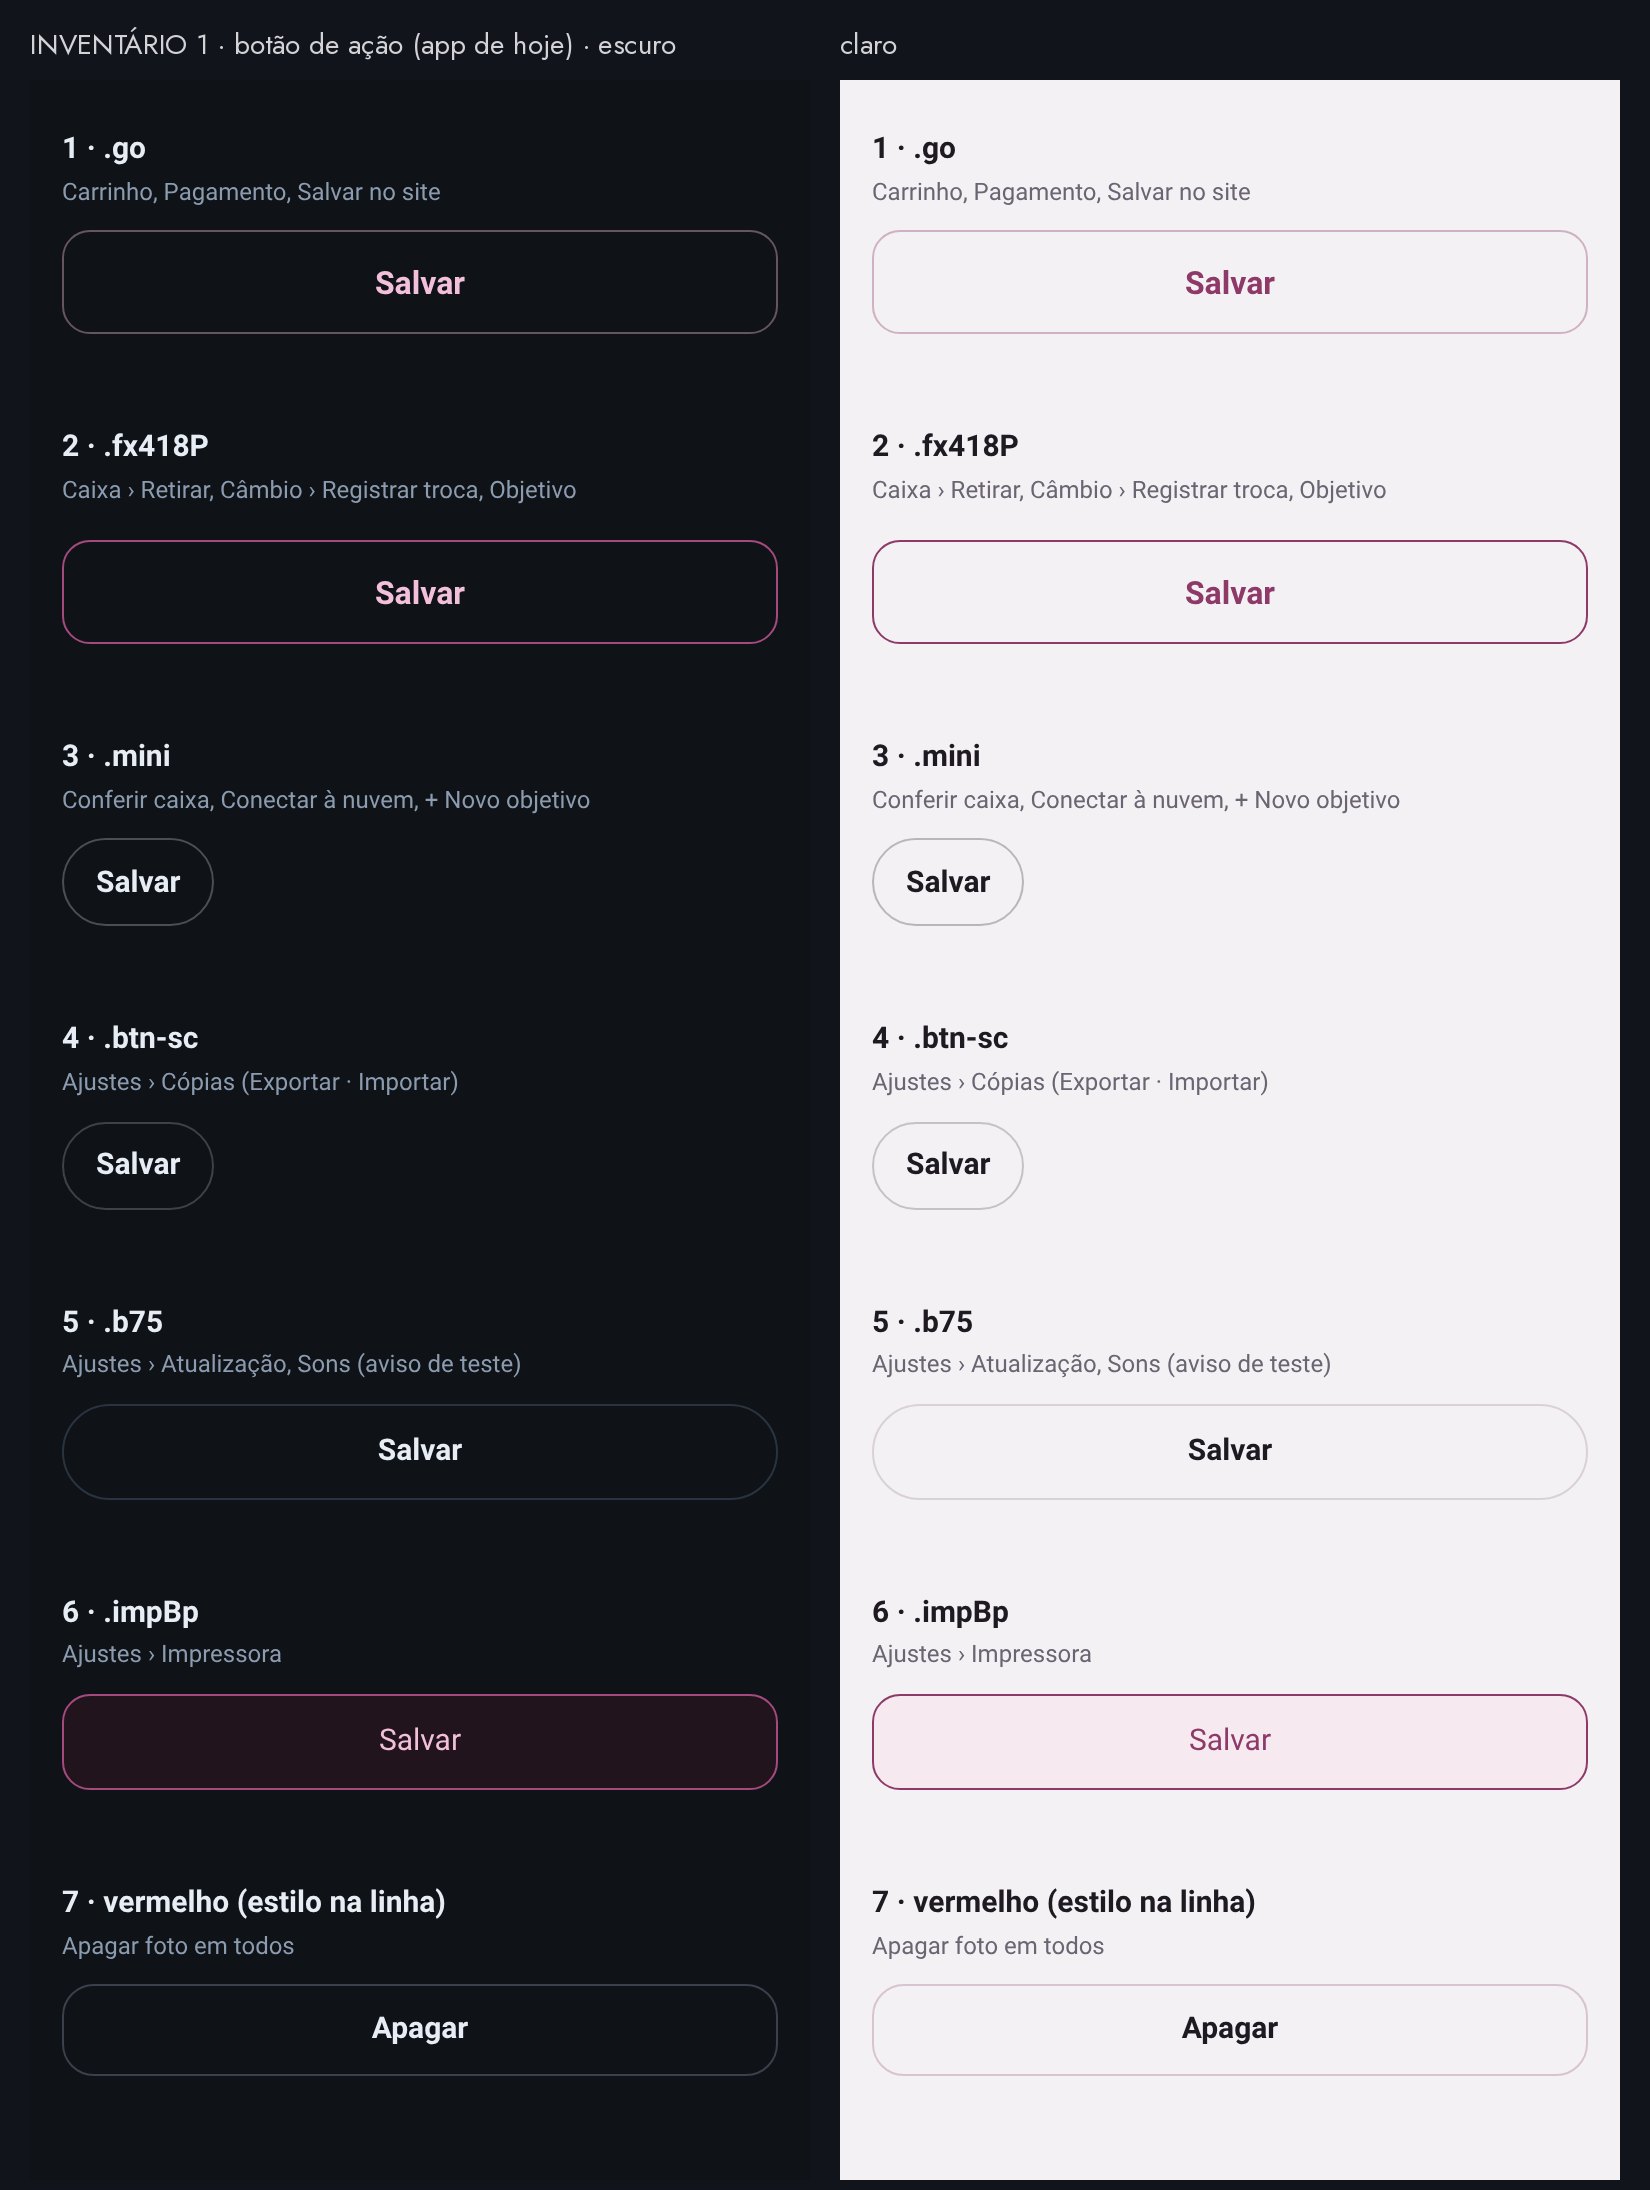 INVENTÁRIO 1 · botão de ação (app de hoje) · escuro
1 · .go
Carrinho, Pagamento, Salvar no site
Salvar
2 · .fx418P
Caixa › Retirar, Câmbio › Registrar troca, Objetivo
Salvar
3 · .mini
Conferir caixa, Conectar à nuvem, + Novo objetivo
Salvar
4 · .btn-sc
Ajustes › Cópias (Exportar · Importar)
Salvar
5 · .b75
Ajustes › Atualização, Sons (aviso de teste)
Salvar
6 · .impBp
Ajustes › Impressora
Salvar
7 · vermelho (estilo na linha)
Apagar foto em todos
Apagar
claro
1 · .go
Carrinho, Pagamento, Salvar no site
Salvar
2 · .fx418P
Caixa › Retirar, Câmbio › Registrar troca, Objetivo
Salvar
3 · .mini
Conferir caixa, Conectar à nuvem, + Novo objetivo
Salvar
4 · .btn-sc
Ajustes › Cópias (Exportar · Importar)
Salvar
5 · .b75
Ajustes › Atualização, Sons (aviso de teste)
Salvar
6 · .impBp
Ajustes › Impressora
Salvar
7 · vermelho (estilo na linha)
Apagar foto em todos
Apagar